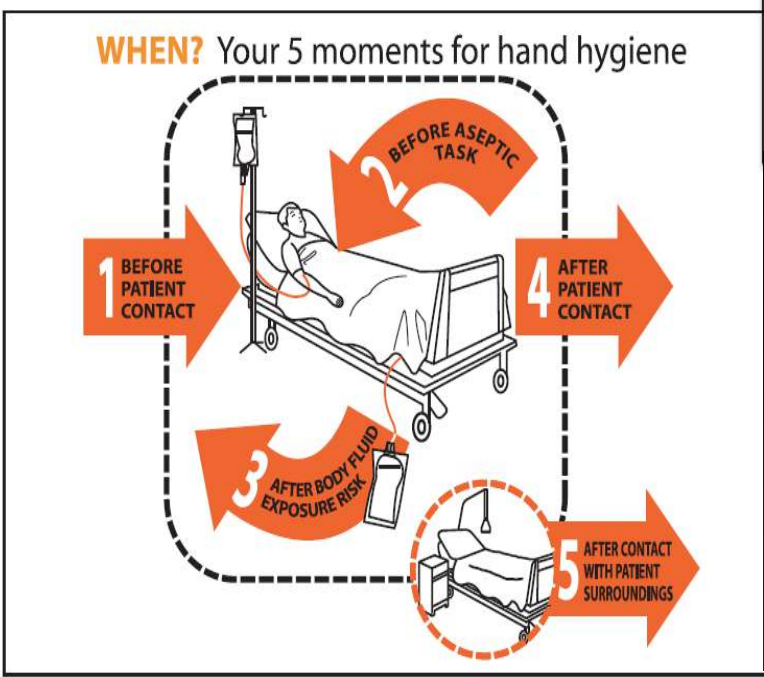 WHEN? Your 5 moments for hand hygiene
1 BEFORE
PATIENT
CONTACT
2 BEFORE ASEPTIC
TASK
3 AFTER BODY FLUID
EXPOSURE RISK
4 AFTER
PATIENT
CONTACT
5 AFTER CONTACT
WITH PATIENT
SURROUNDINGS